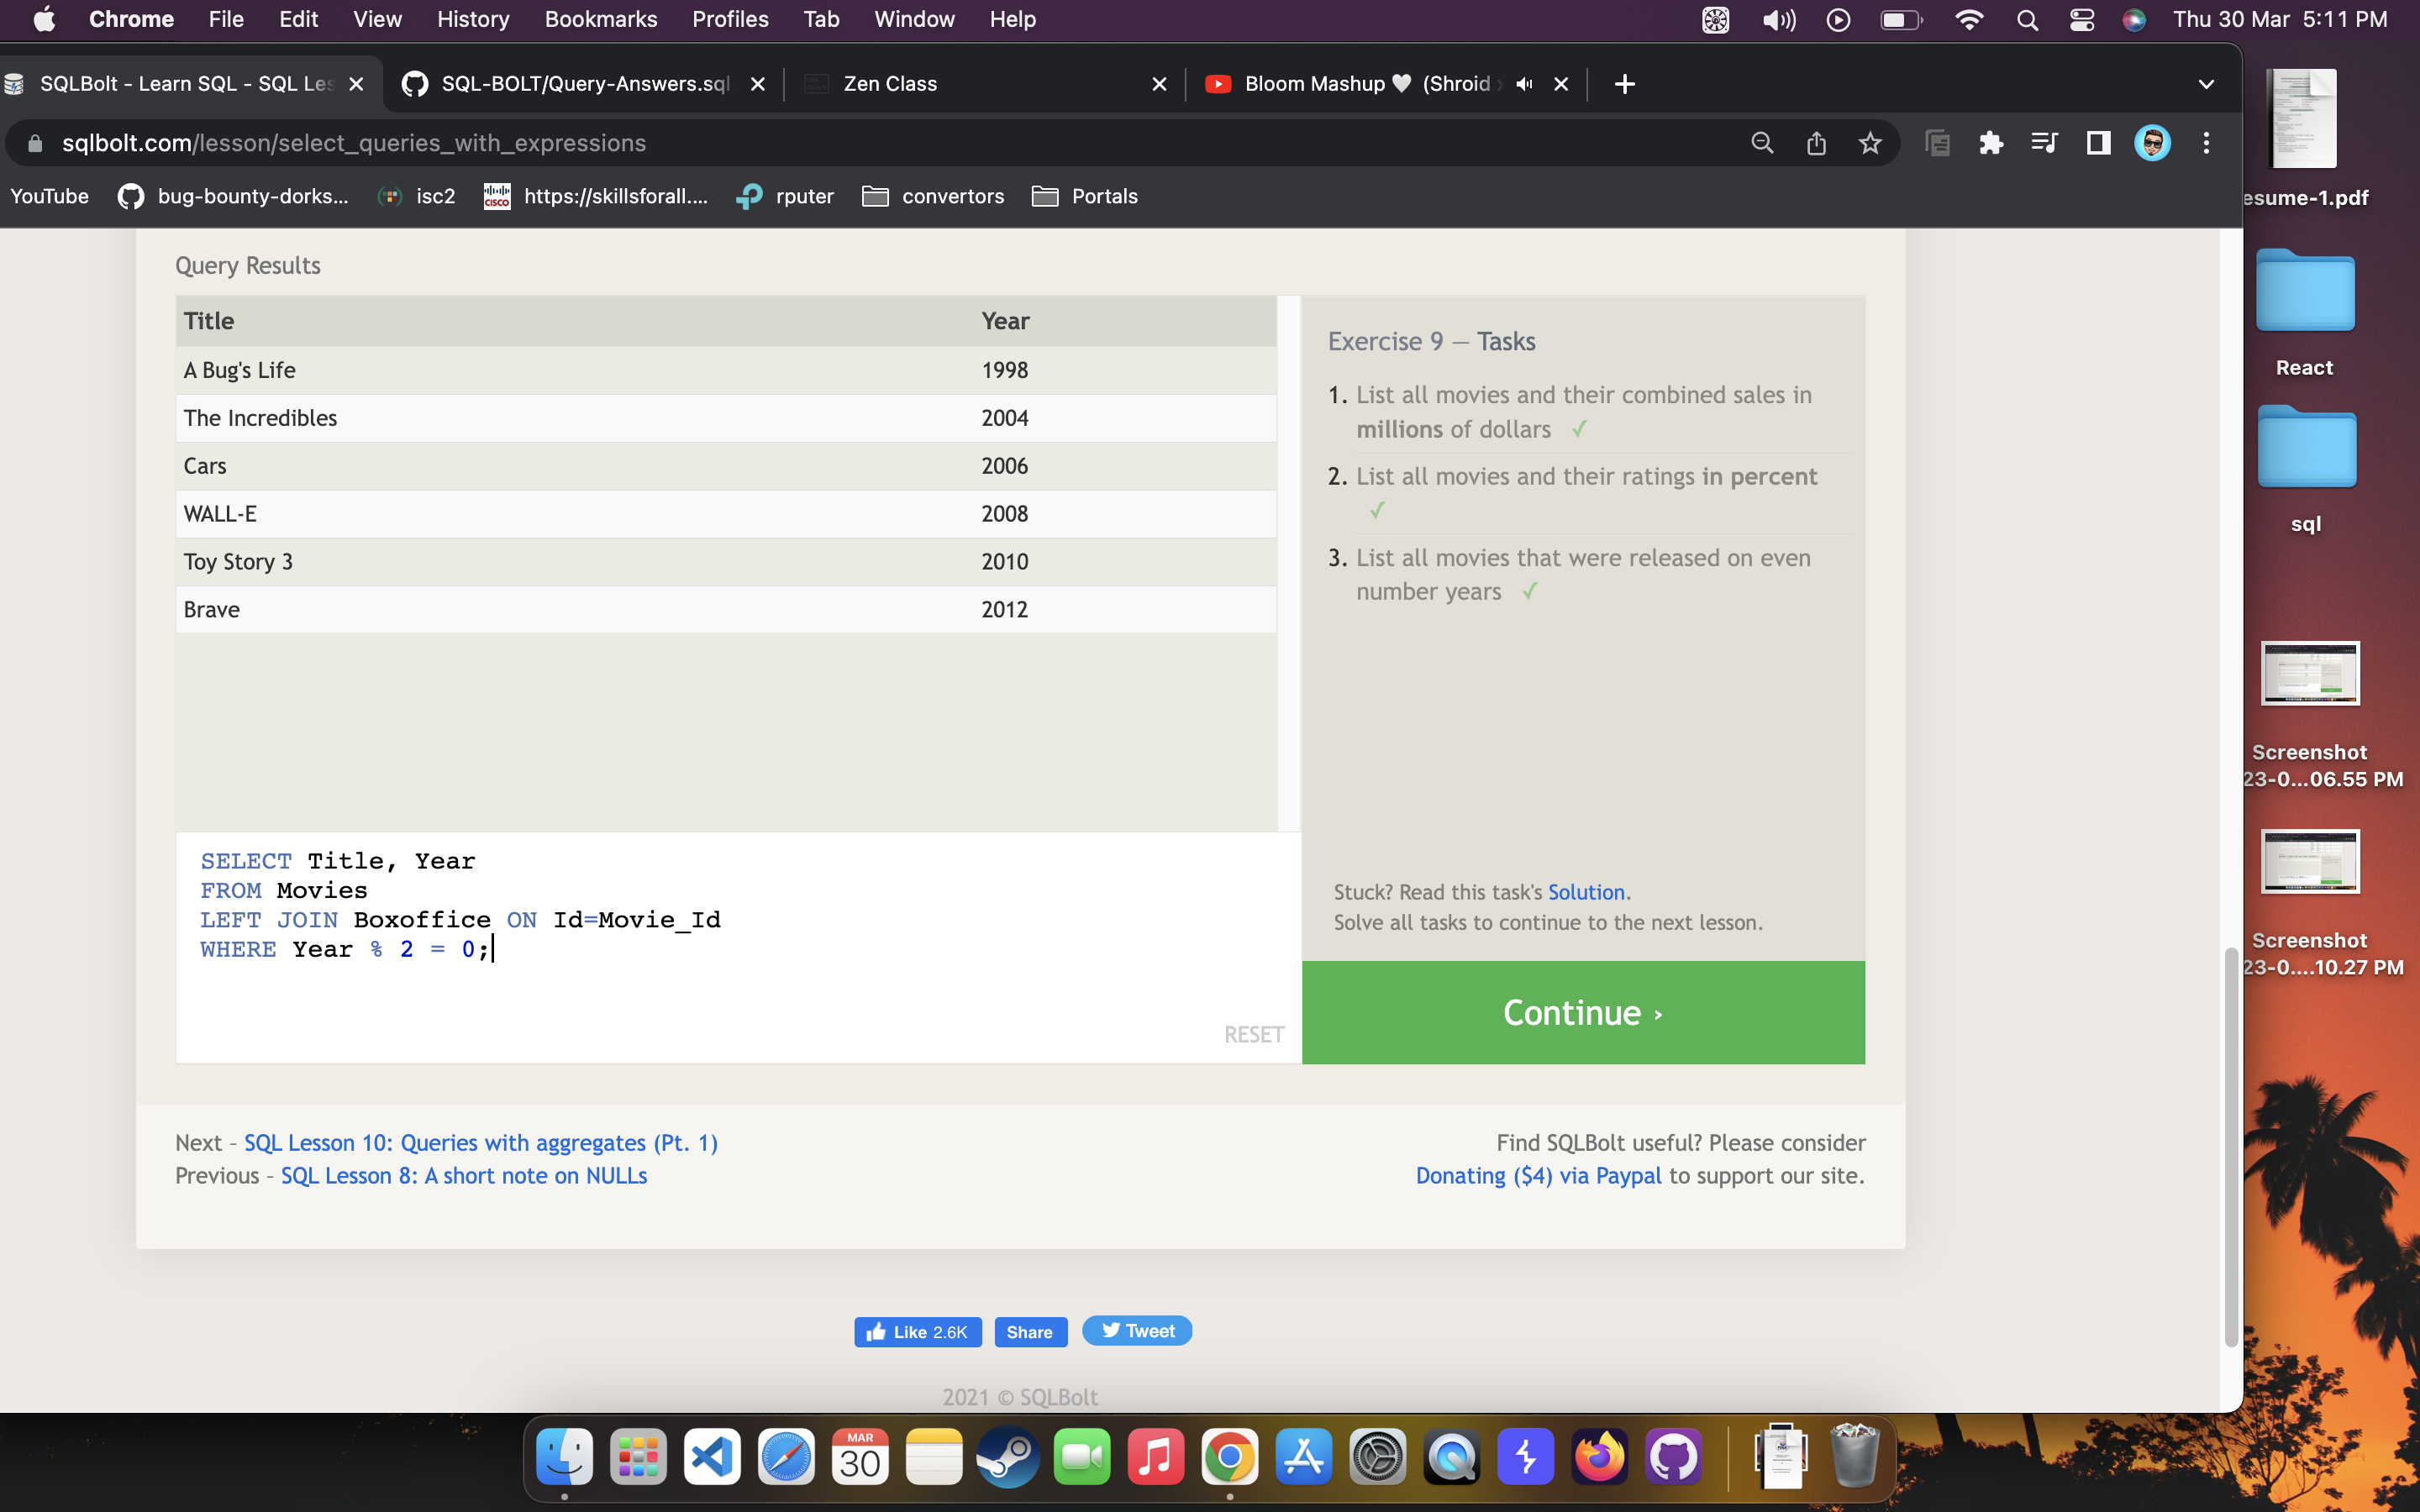 Chrome File Edit View History Bookmarks Profiles Tab Window Help Thu 30 Mar 5:11 PM
SQLBolt - Learn SQL - SQL Les SQL-BOLT/Query-Answers.sql Zen Class Bloom Mashup 🤍 (Shroid
sqlbolt.com/lesson/select_queries_with_expressions
YouTube bug-bounty-dorks... isc2 https://skillsforall.... rputer convertors Portals
esume-1.pdf
React
sql
Screenshot
23-0...06.55 PM
Screenshot
23-0....10.27 PM
Query Results
Title Year
A Bug's Life 1998
The Incredibles 2004
Cars 2006
WALL-E 2008
Toy Story 3 2010
Brave 2012
SELECT Title, Year
FROM Movies
LEFT JOIN Boxoffice ON Id=Movie_Id
WHERE Year % 2 = 0;
RESET
Exercise 9 — Tasks
1. List all movies and their combined sales in
millions of dollars ✓
2. List all movies and their ratings in percent
✓
3. List all movies that were released on even
number years ✓
Stuck? Read this task's Solution.
Solve all tasks to continue to the next lesson.
Continue ›
Next – SQL Lesson 10: Queries with aggregates (Pt. 1)
Previous – SQL Lesson 8: A short note on NULLs
Find SQLBolt useful? Please consider
Donating ($4) via Paypal to support our site.
Like 2.6K Share Tweet
2021 © SQLBolt
MAR
30